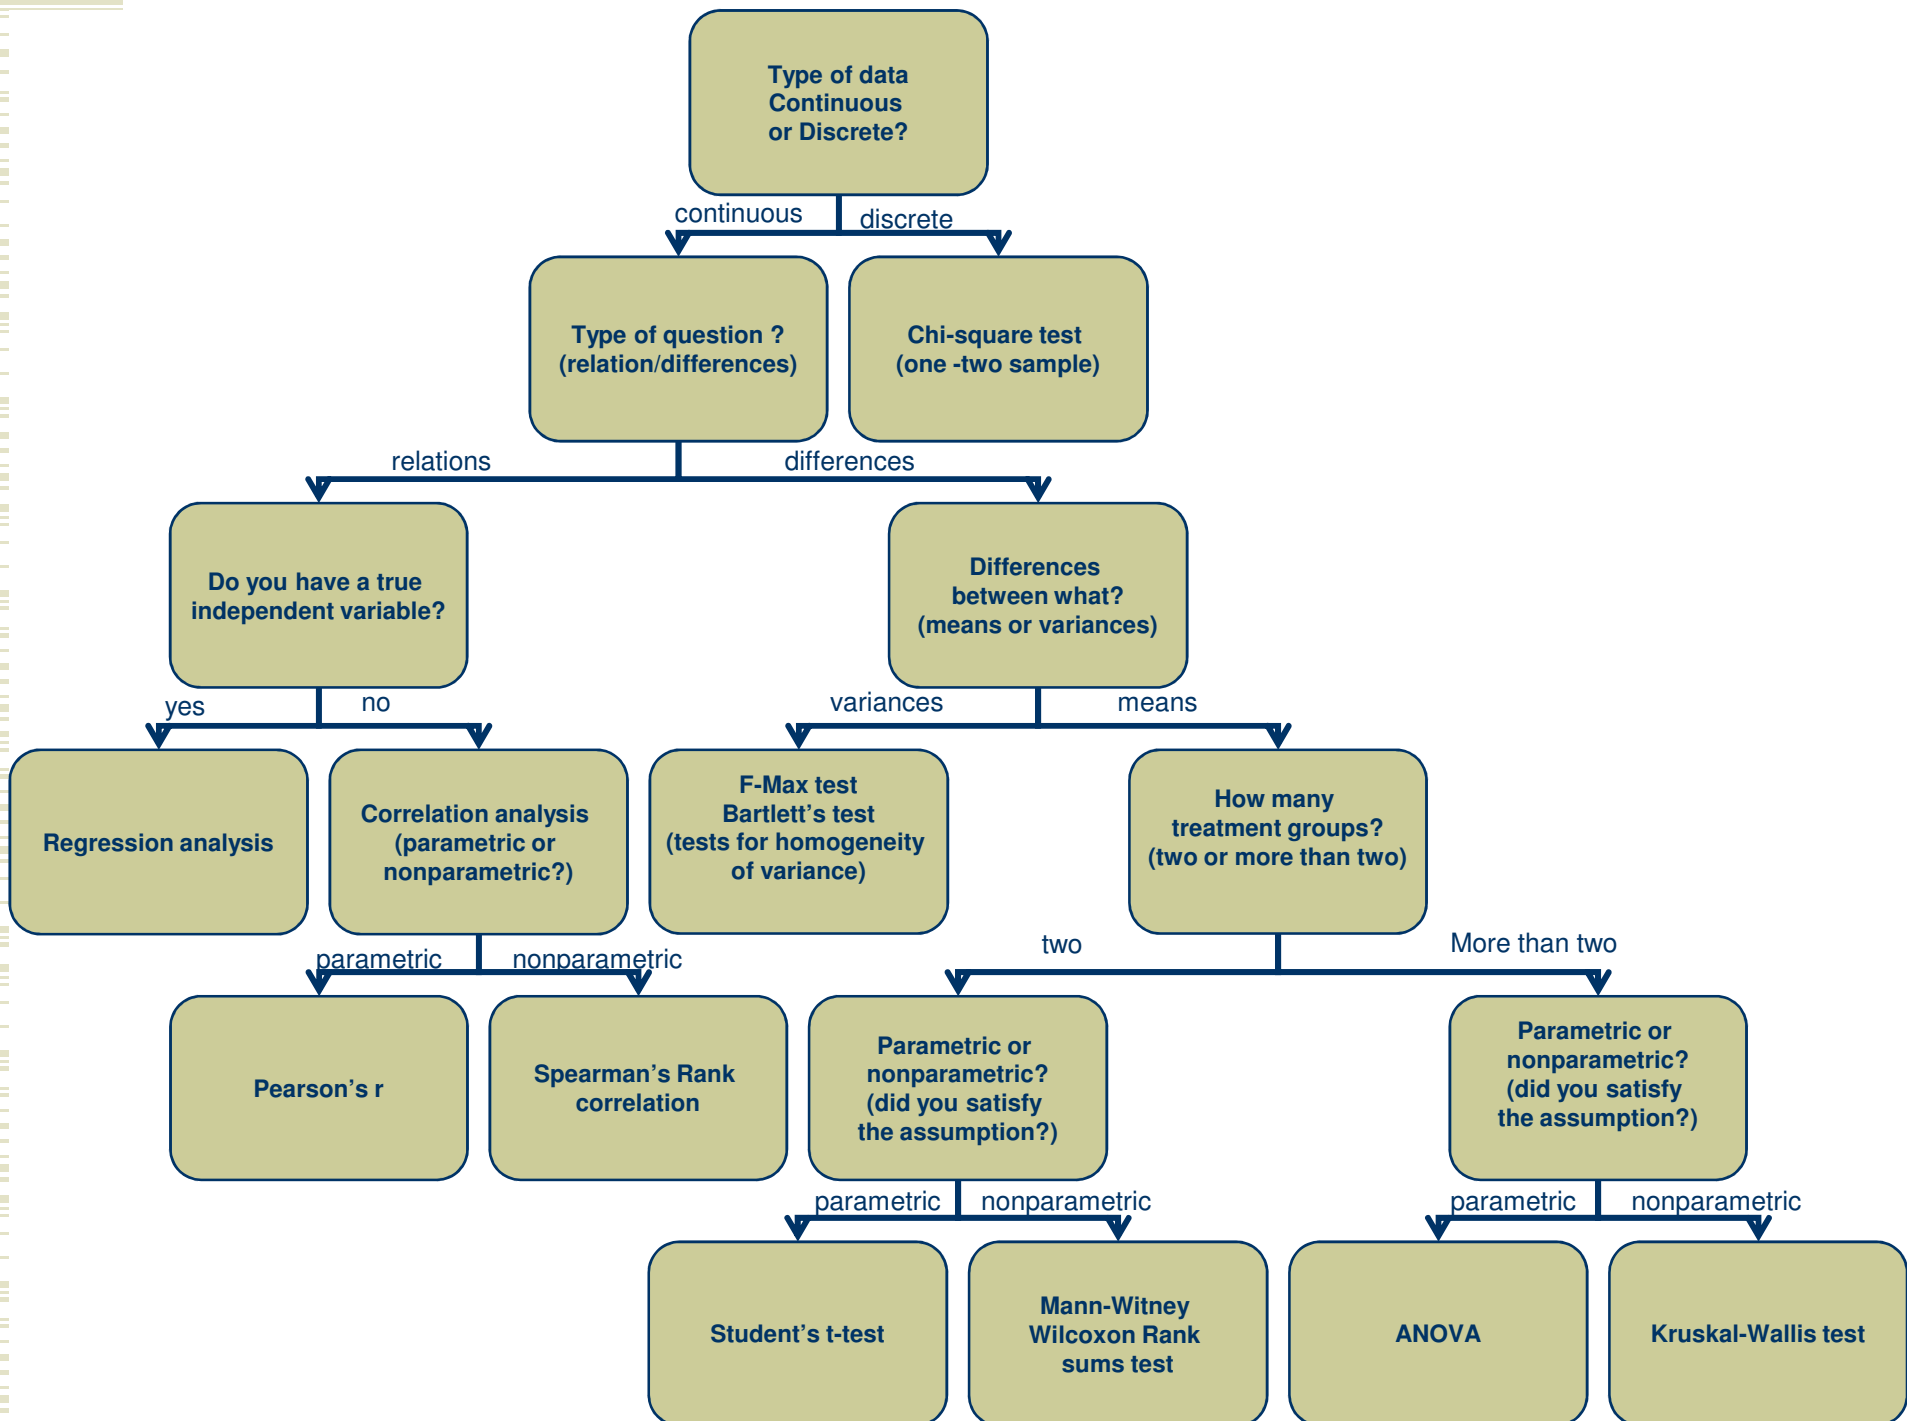 Type of data
Continuous
or Discrete?
continuous
discrete
Type of question ?
(relation/differences)
Chi-square test
(one -two sample)
relations
differences
Do you have a true
independent variable?
Differences
between what?
(means or variances)
yes
no
variances
means
Regression analysis
Correlation analysis
(parametric or
nonparametric?)
F-Max test
Bartlett’s test
(tests for homogeneity
of variance)
How many
treatment groups?
(two or more than two)
parametric
nonparametric
two
More than two
Pearson’s r
Spearman’s Rank
correlation
Parametric or
nonparametric?
(did you satisfy
the assumption?)
Parametric or
nonparametric?
(did you satisfy
the assumption?)
parametric
nonparametric
parametric
nonparametric
Student’s t-test
Mann-Witney
Wilcoxon Rank
sums test
ANOVA
Kruskal-Wallis test